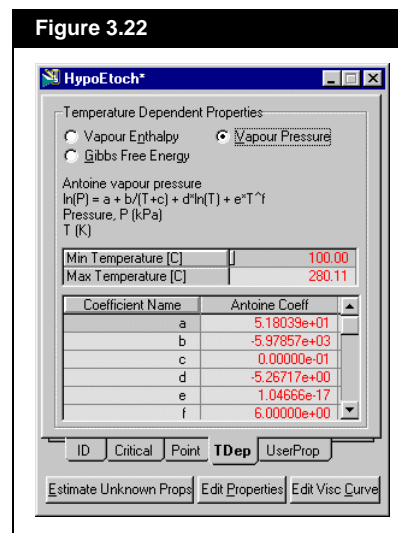 Figure 3.22
HypoEtoch*
Temperature Dependent Properties
Vapour Enthalpy Vapour Pressure
Gibbs Free Energy
Antoine vapour pressure
ln(P) = a + b/(T+c) + d*ln(T) + e*T^f
Pressure, P (kPa)
T (K)
Min Temperature [C] 100.00
Max Temperature [C] 280.11
Coefficient Name Antoine Coeff
a 5.18039e+01
b -5.97857e+03
c 0.00000e-01
d -5.26717e+00
e 1.04666e-17
f 6.00000e+00
ID Critical Point TDep UserProp
Estimate Unknown Props Edit Properties Edit Visc Curve